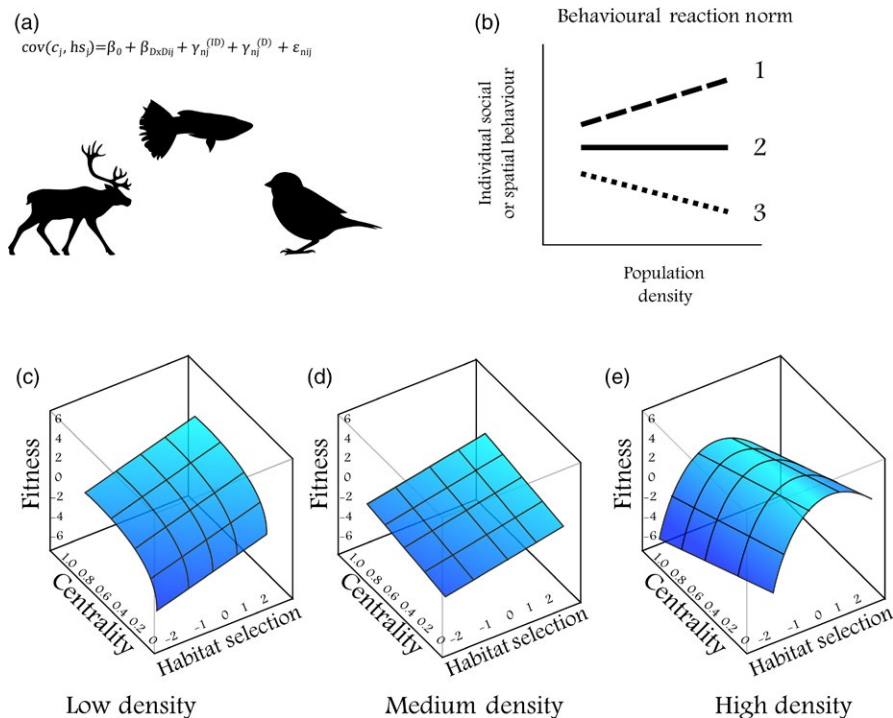 (a)
cov(c_j, hs_j)=β_0 + β_DxDij + γ_nj^(ID) + γ_nj^(D) + ε_nij
(b)
Behavioural reaction norm
Individual social
or spatial behaviour
1
2
3
Population
density
(c)
Fitness
6
4
2
0
-2
-4
-6
1.0
0.8
0.6
0.4
0.2
0
Centrality
-2
-1
0
1
2
Habitat selection
Low density
(d)
Fitness
6
4
2
0
-2
-4
-6
1.0
0.8
0.6
0.4
0.2
0
Centrality
-2
-1
0
1
2
Habitat selection
Medium density
(e)
Fitness
6
4
2
0
-2
-4
-6
1.0
0.8
0.6
0.4
0.2
0
Centrality
-2
-1
0
1
2
Habitat selection
High density